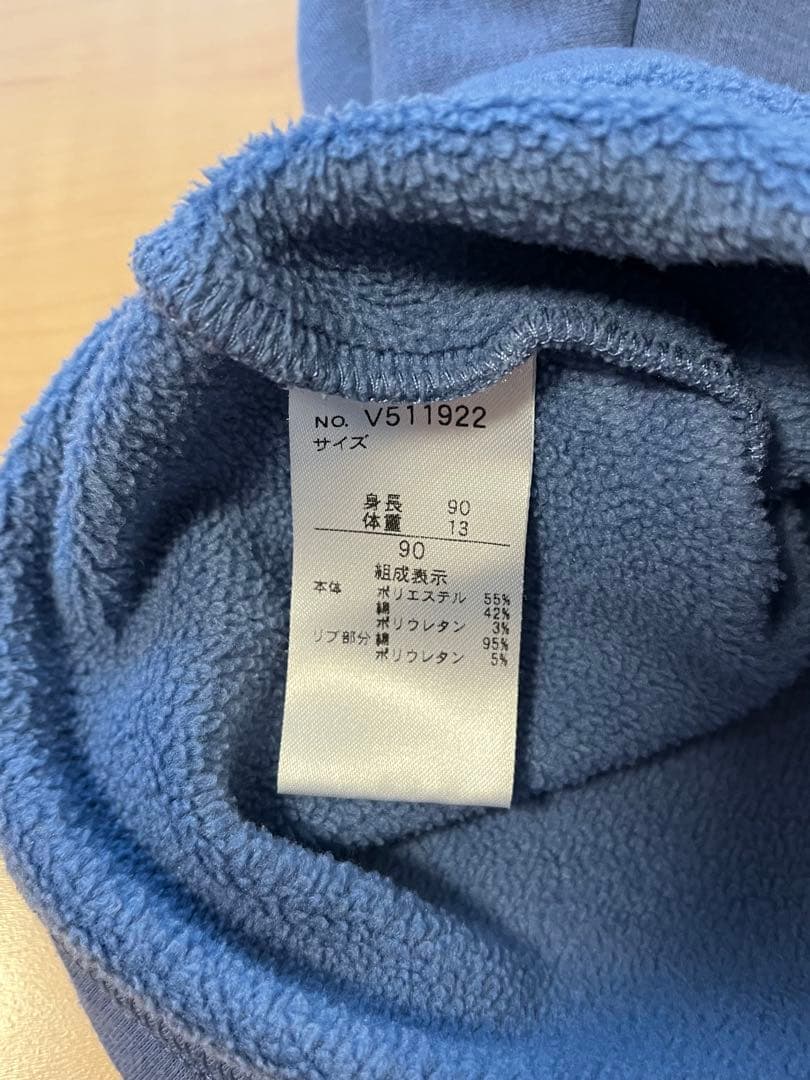 NO. V511922
サイズ
身長 90
体重 13
90
組成表示
本体 ポリエステル 55%
綿 42%
ポリウレタン 3%
リブ部分 綿 95%
ポリウレタン 5%